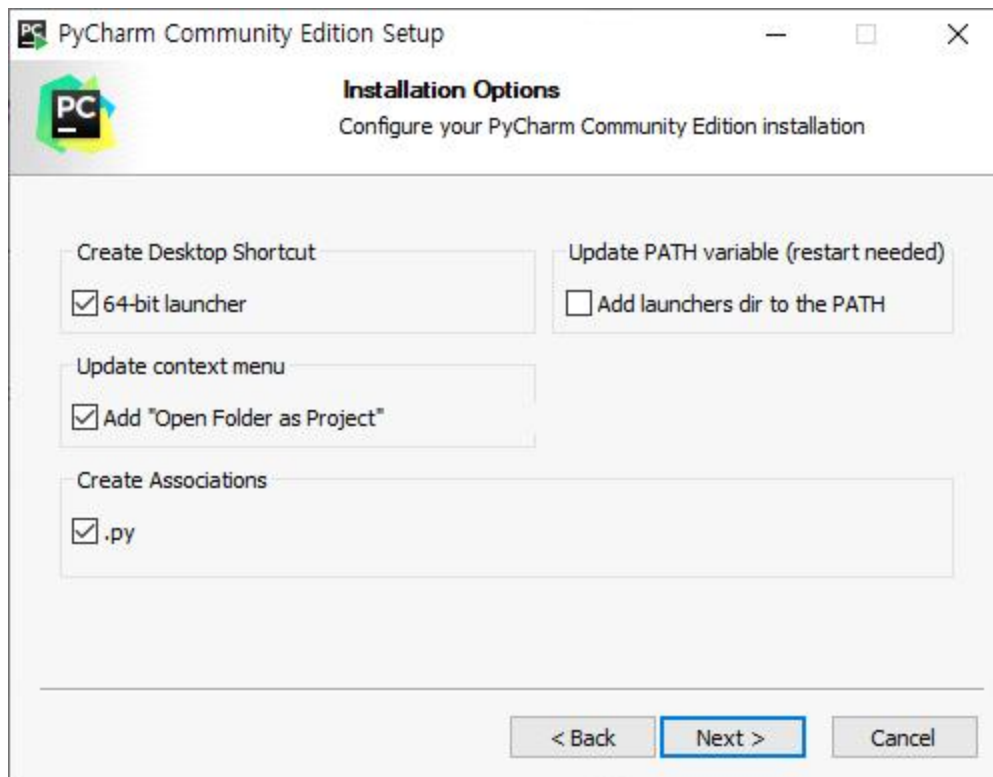 PyCharm Community Edition Setup
PC
Installation Options
Configure your PyCharm Community Edition installation
Create Desktop Shortcut
64-bit launcher
Update PATH variable (restart needed)
Add launchers dir to the PATH
Update context menu
Add "Open Folder as Project"
Create Associations
.py
< Back
Next >
Cancel